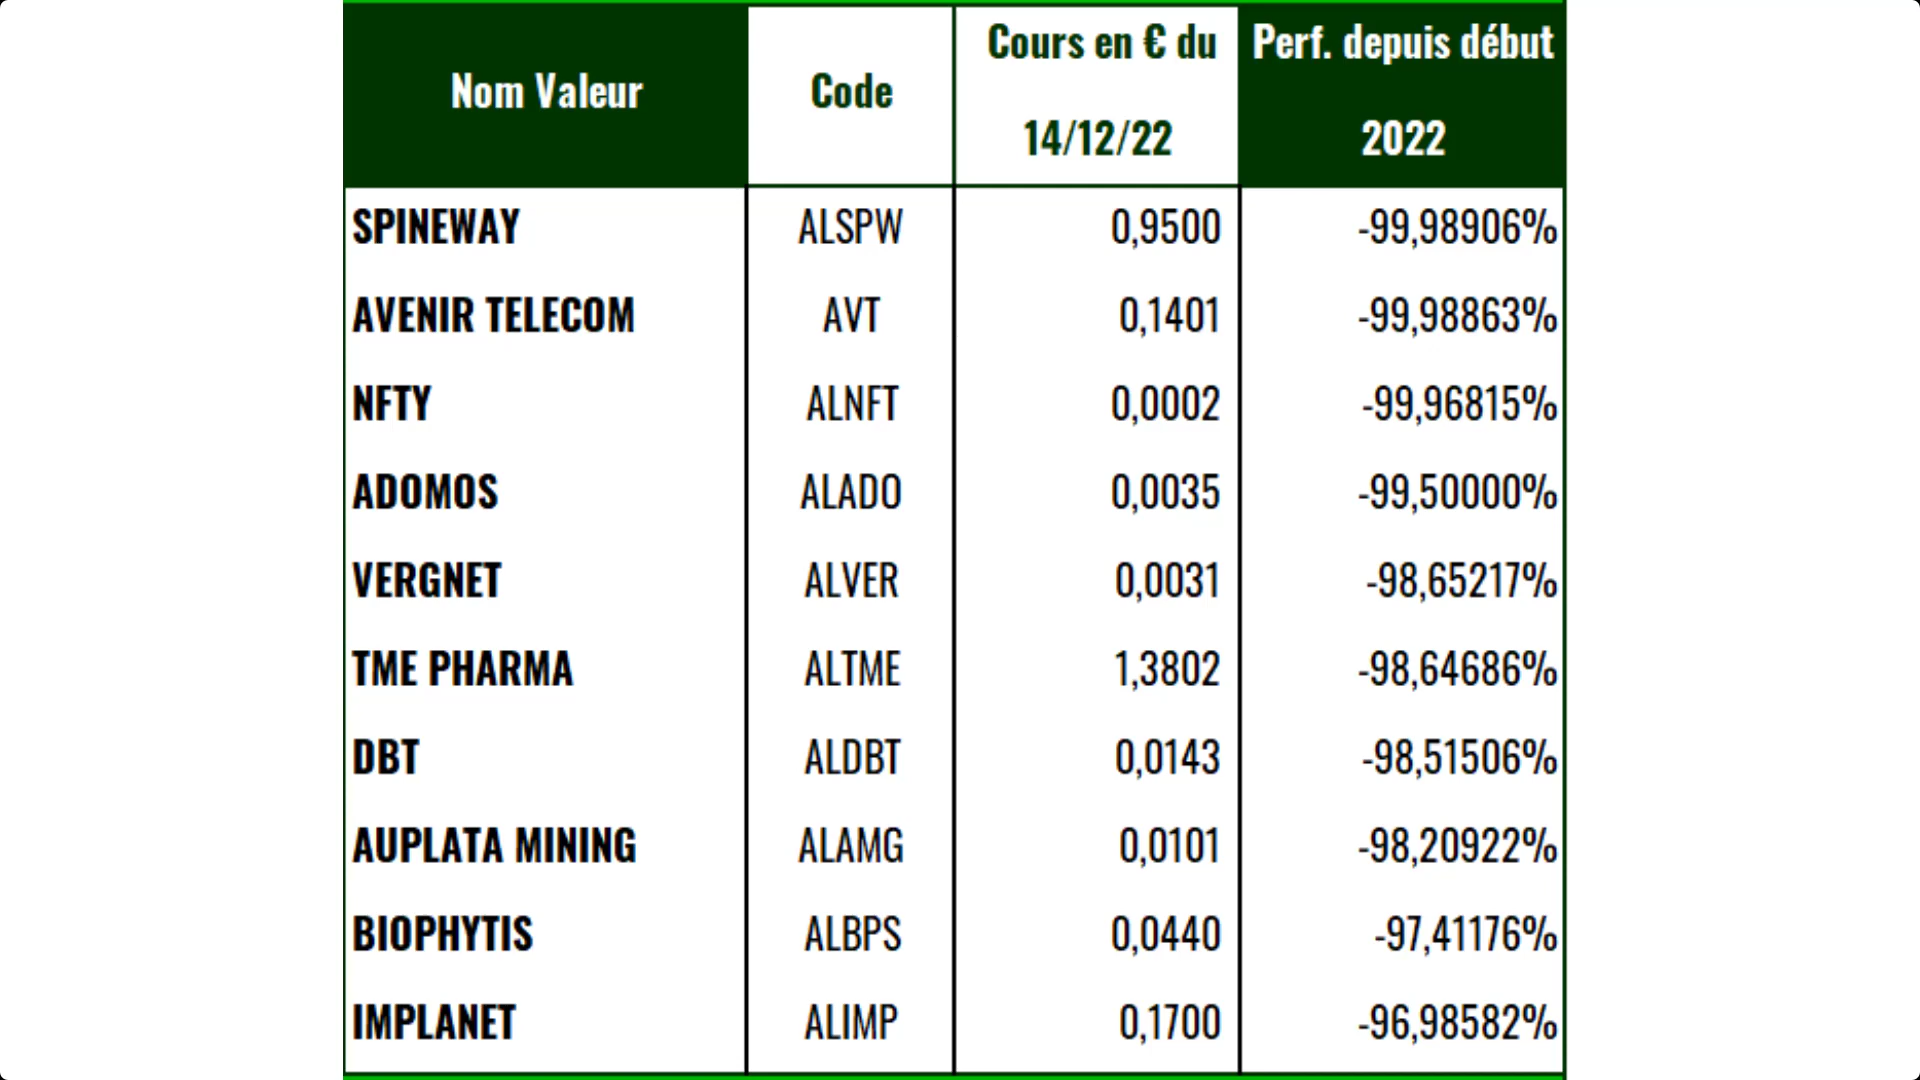 Nom Valeur Code Cours en € du 14/12/22 Perf. depuis début 2022
SPINEWAY ALSPW 0,9500 -99,98906%
AVENIR TELECOM AVT 0,1401 -99,98863%
NFTY ALNFT 0,0002 -99,96815%
ADOMOS ALADO 0,0035 -99,50000%
VERGNET ALVER 0,0031 -98,65217%
TME PHARMA ALTME 1,3802 -98,64686%
DBT ALDBT 0,0143 -98,51506%
AUPLATA MINING ALAMG 0,0101 -98,20922%
BIOPHYTIS ALBPS 0,0440 -97,41176%
IMPLANET ALIMP 0,1700 -96,98582%